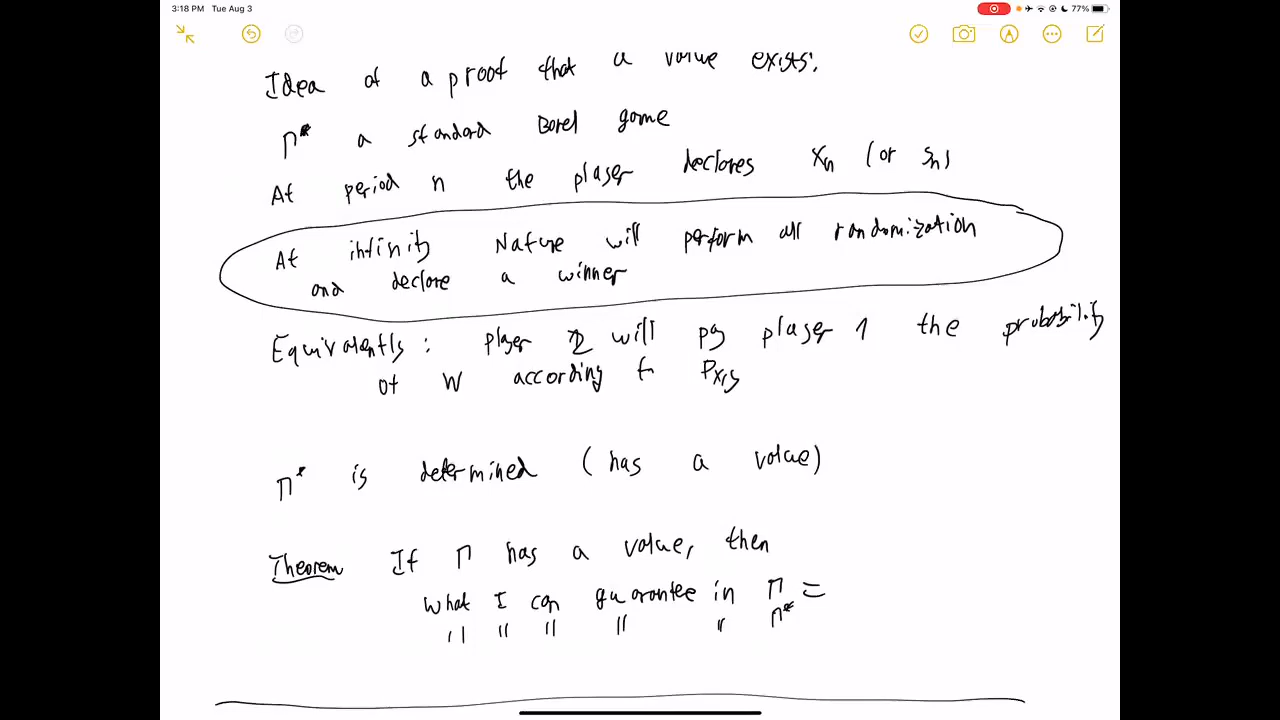 3:18 PM Tue Aug 3
77%
Idea of a proof that a value exists.
Γ* a standard Borel game
At period n the player declares xn (or sn)
At infinity Nature will perform all randomization
and declare a winner
Equivalently: player 2 will pay player 1 the probability
of W according to Px,y
Γ* is determined (has a value)
Theorem If Γ has a value, then
what I can guarantee in Γ =
" " " " " Γ*